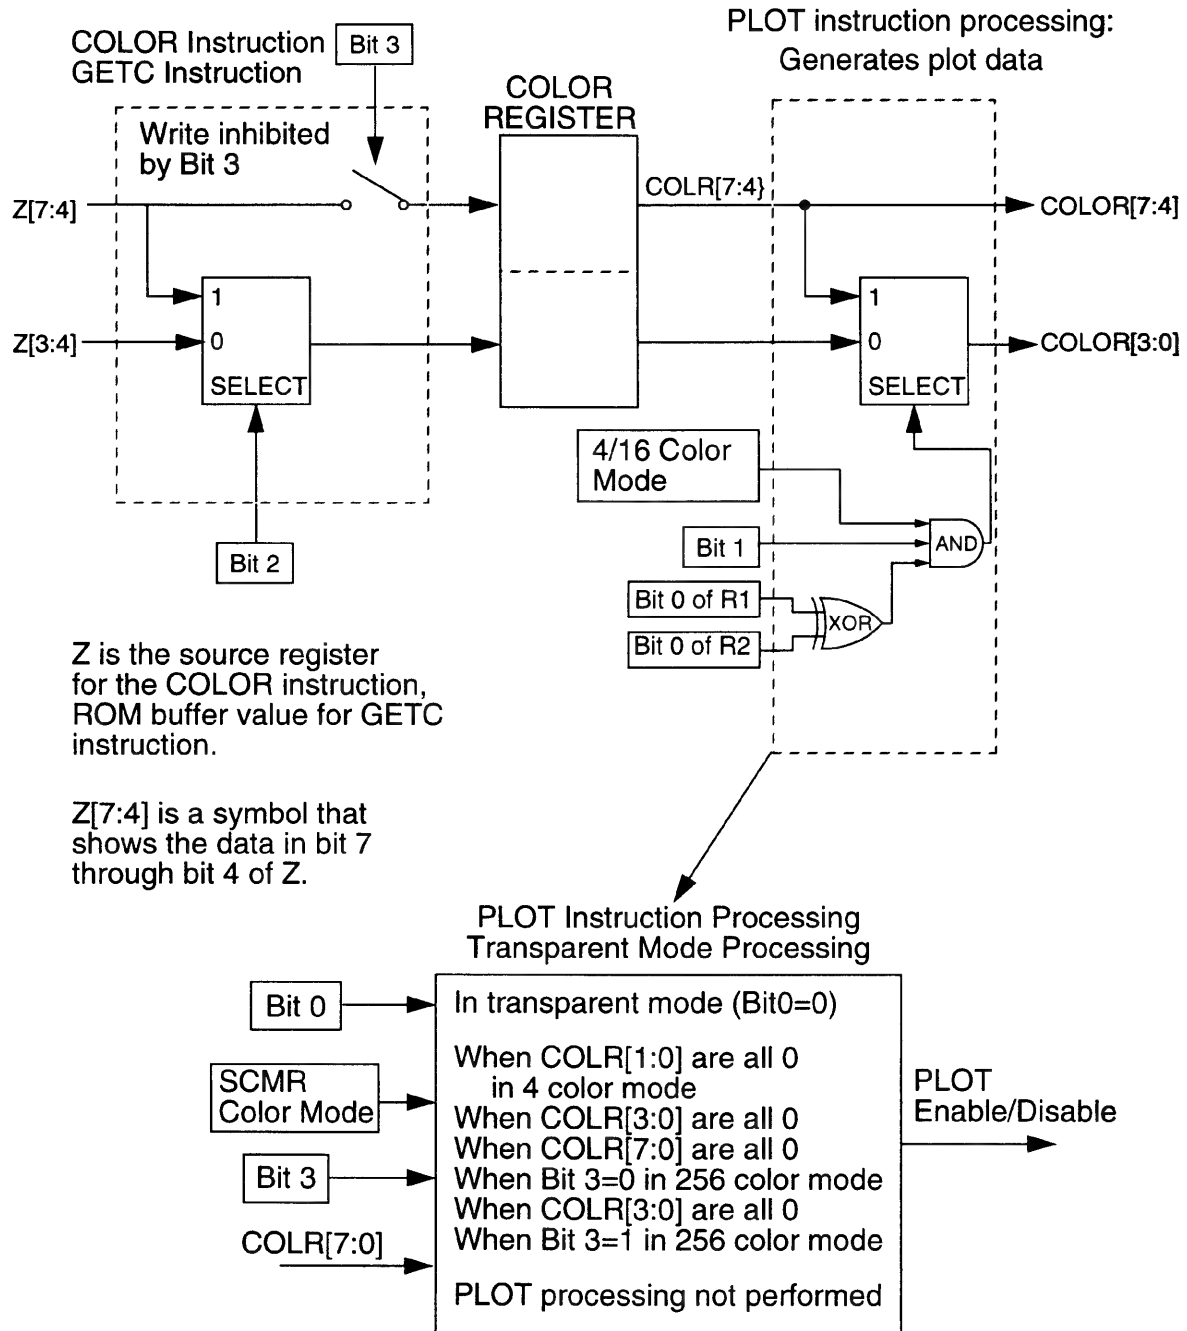 PLOT instruction processing:
Generates plot data
COLOR Instruction
GETC Instruction
Bit 3
COLOR
REGISTER
Write inhibited
by Bit 3
Z[7:4]
COLR[7:4}
COLOR[7:4]
1
0
SELECT
Z[3:4]
1
0
SELECT
COLOR[3:0]
4/16 Color
Mode
Bit 1
AND
Bit 2
Bit 0 of R1
XOR
Bit 0 of R2
Z is the source register
for the COLOR instruction,
ROM buffer value for GETC
instruction.
Z[7:4] is a symbol that
shows the data in bit 7
through bit 4 of Z.
PLOT Instruction Processing
Transparent Mode Processing
Bit 0
SCMR
Color Mode
Bit 3
COLR[7:0]
In transparent mode (Bit0=0)
When COLR[1:0] are all 0
in 4 color mode
When COLR[3:0] are all 0
When COLR[7:0] are all 0
When Bit 3=0 in 256 color mode
When COLR[3:0] are all 0
When Bit 3=1 in 256 color mode
PLOT processing not performed
PLOT
Enable/Disable